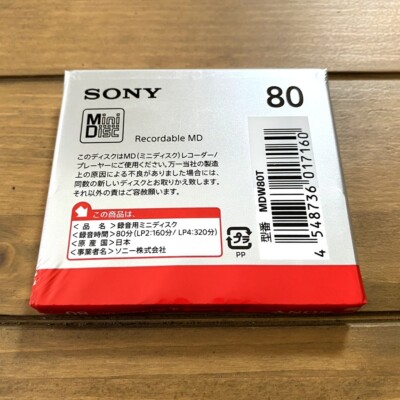 SONY
80
Mini
Disc
Recordable MD
このディスクはMD(ミニディスク)レコーダー/
プレーヤーにご使用ください。万一当社の製造
上の原因による不良がありました場合には、
同数の新しいディスクとお取りかえ致します。
それ以外の責はご容赦願います。
この商品は、
<品 名>録音用ミニディスク
<録音時間>80分(LP2:160分/ LP4:320分)
<原 産 国>日本
<事業者名>ソニー株式会社
プラ
PP
型番 MDW80T
4 548736 017160
SONY
80